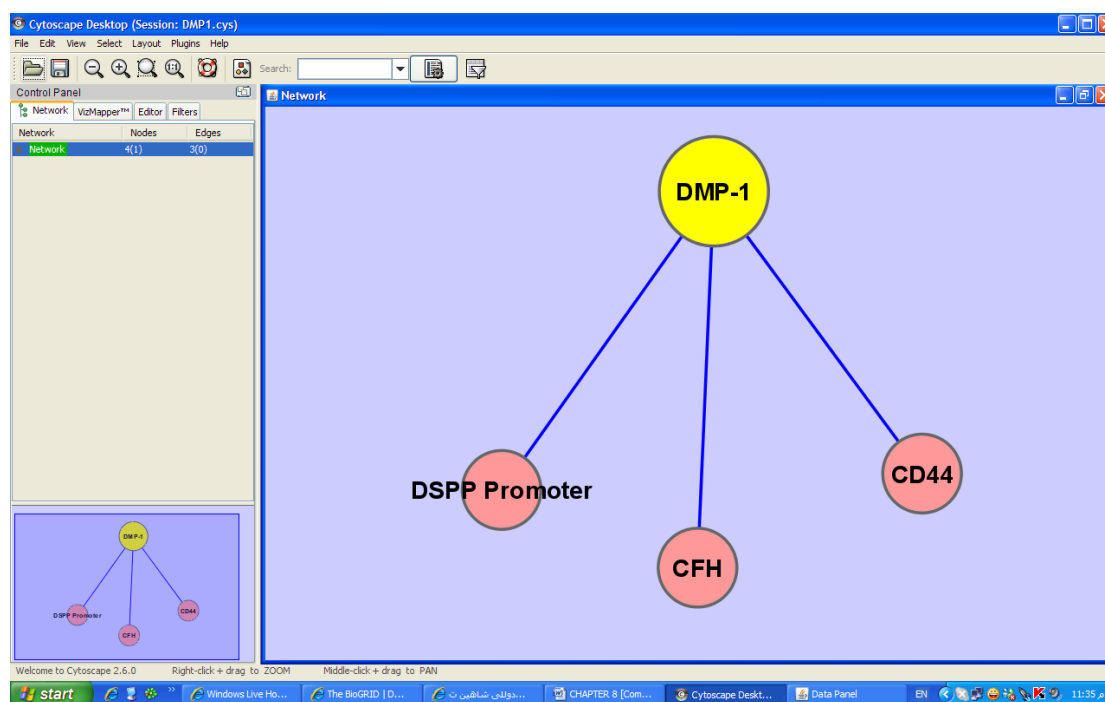 Cytoscape Desktop (Session: DMP1.cys)
File Edit View Select Layout Plugins Help
Search:
Control Panel
Network VizMapper™ Editor Filters
Network Nodes Edges
Network 4(1) 3(0)
Network
DMP-1
DSPP Promoter
CFH
CD44
DMP-1
DSPP Promoter
CD44
CFH
Welcome to Cytoscape 2.6.0 Right-click + drag to ZOOM Middle-click + drag to PAN
start Windows Live Ho... The BioGRID | D... دوللى شاهين ت... CHAPTER 8 [Com... Cytoscape Deskt... Data Panel EN 11:35 م